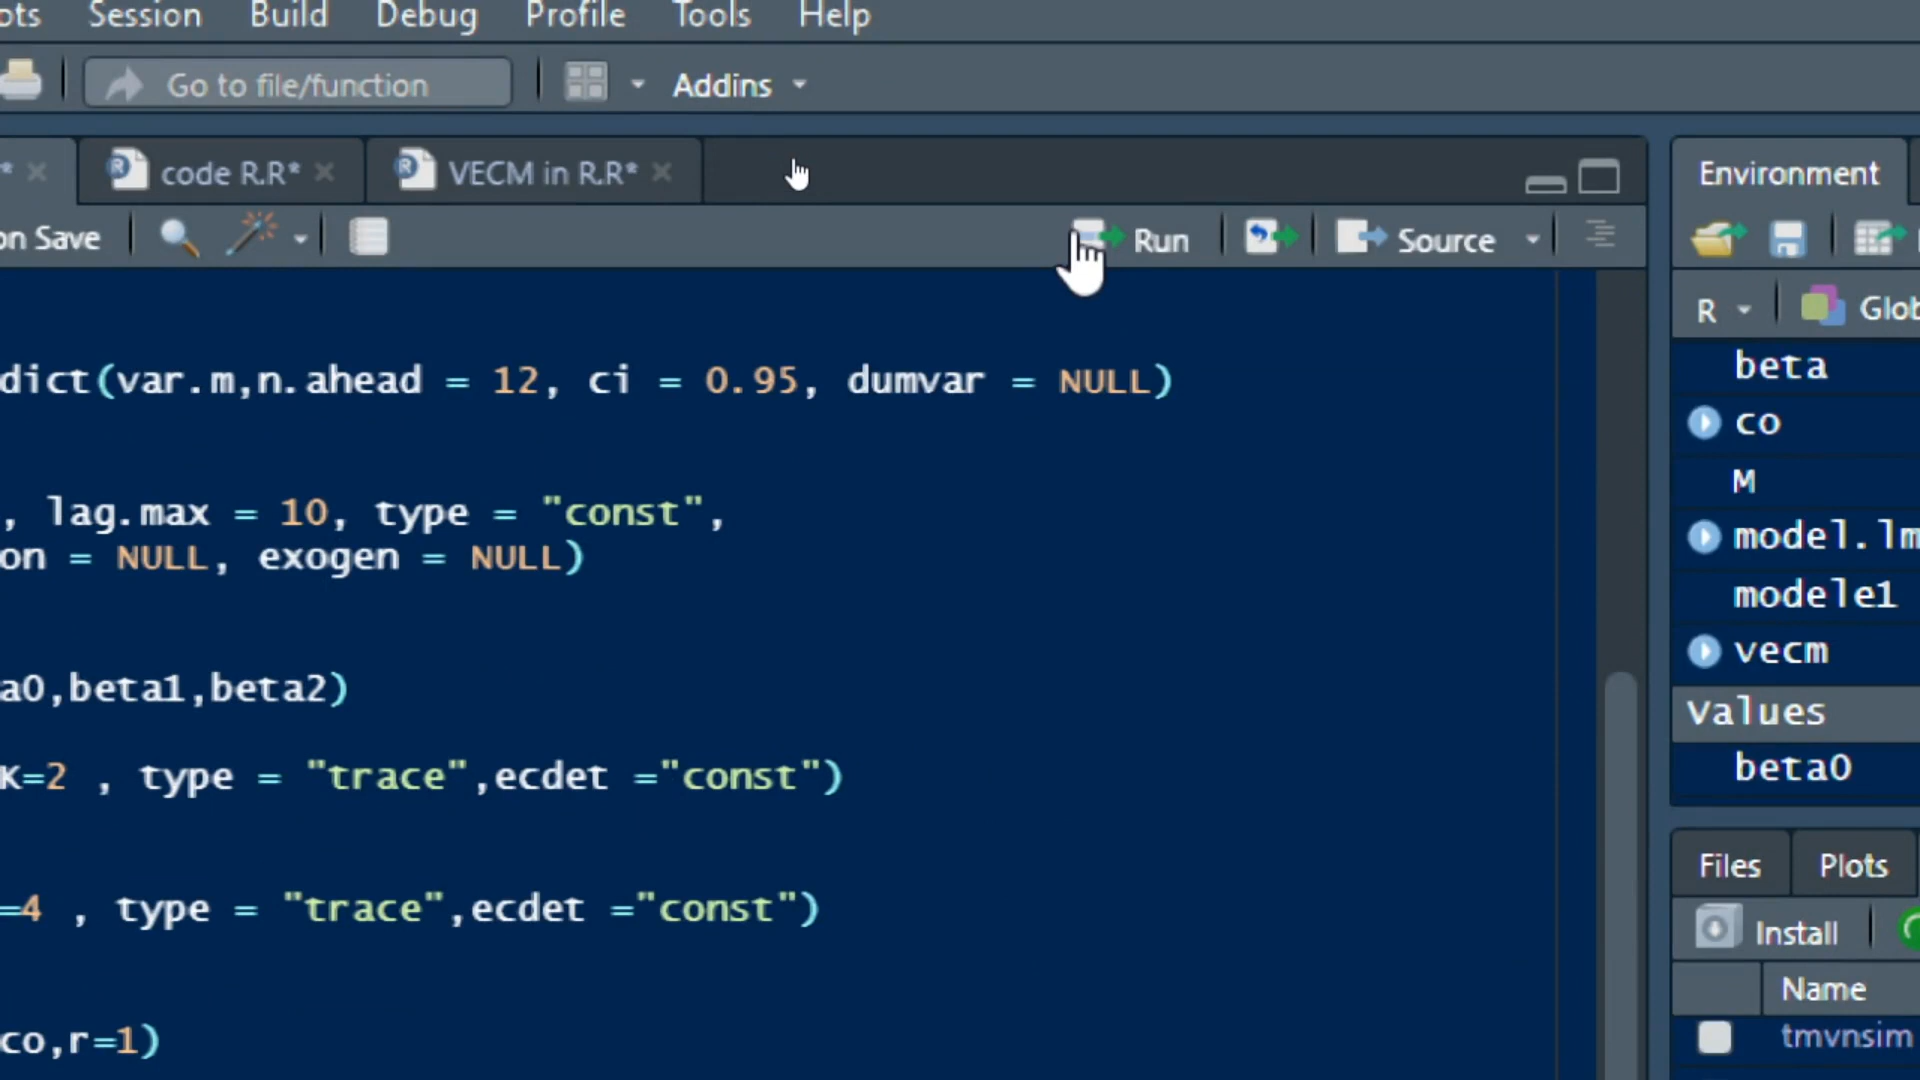 ots Session Build Debug Profile Tools Help
Go to file/function Addins
* code R.R* VECM in R.R*
on Save Run Source
dict(var.m,n.ahead = 12, ci = 0.95, dumvar = NULL)
, lag.max = 10, type = "const",
on = NULL, exogen = NULL)
a0,beta1,beta2)
K=2 , type = "trace",ecdet ="const")
=4 , type = "trace",ecdet ="const")
co,r=1)
Environment
R Glob
beta
co
M
model.lm
modele1
vecm
Values
beta0
Files Plots
Install
Name
tmvnsim